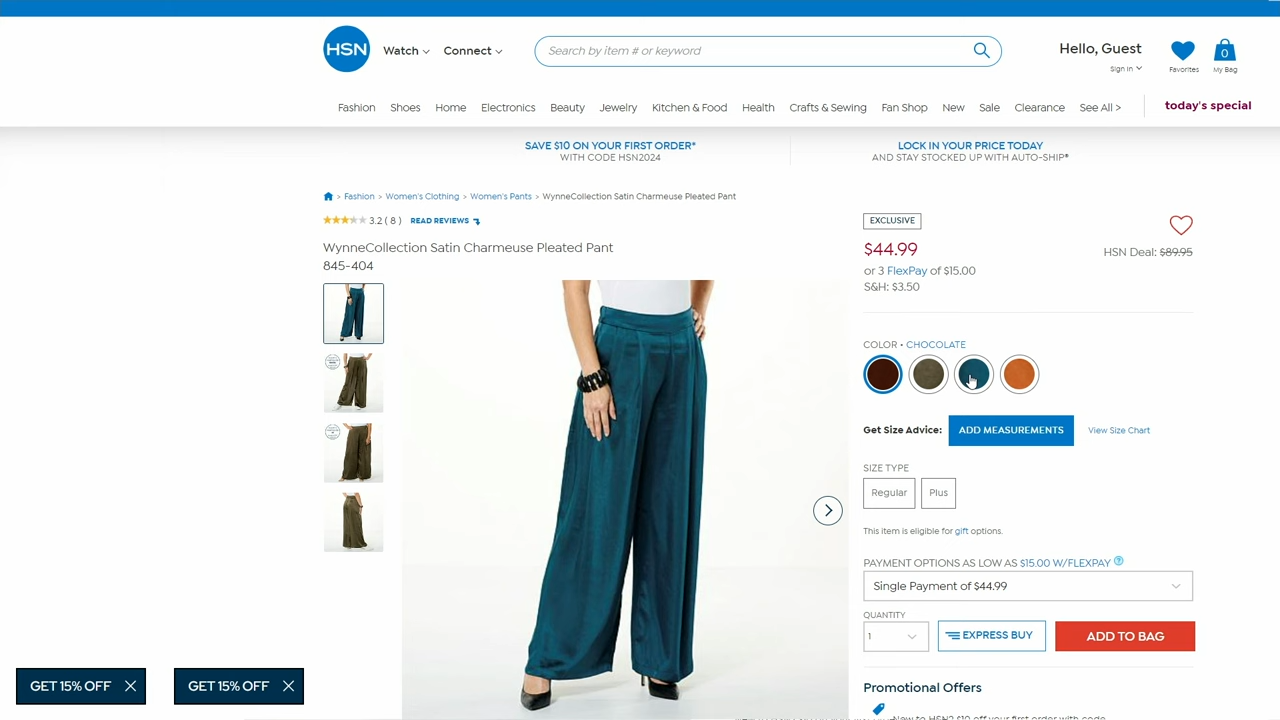 HSN
Watch
Connect
Search by item # or keyword
Hello, Guest
Sign In
Favorites
0
My Bag
Fashion
Shoes
Home
Electronics
Beauty
Jewelry
Kitchen & Food
Health
Crafts & Sewing
Fan Shop
New
Sale
Clearance
See All >
today's special
SAVE $10 ON YOUR FIRST ORDER*
WITH CODE HSN2024
LOCK IN YOUR PRICE TODAY
AND STAY STOCKED UP WITH AUTO-SHIP®
> Fashion > Women's Clothing > Women's Pants > WynneCollection Satin Charmeuse Pleated Pant
3.2 ( 8 ) READ REVIEWS
WynneCollection Satin Charmeuse Pleated Pant
845-404
EXCLUSIVE
$44.99
HSN Deal: $89.95
or 3 FlexPay of $15.00
S&H: $3.50
COLOR • CHOCOLATE
Get Size Advice:
ADD MEASUREMENTS
View Size Chart
SIZE TYPE
Regular
Plus
This item is eligible for gift options.
PAYMENT OPTIONS AS LOW AS $15.00 W/FLEXPAY ?
Single Payment of $44.99
QUANTITY
1
EXPRESS BUY
ADD TO BAG
Promotional Offers
GET 15% OFF
GET 15% OFF